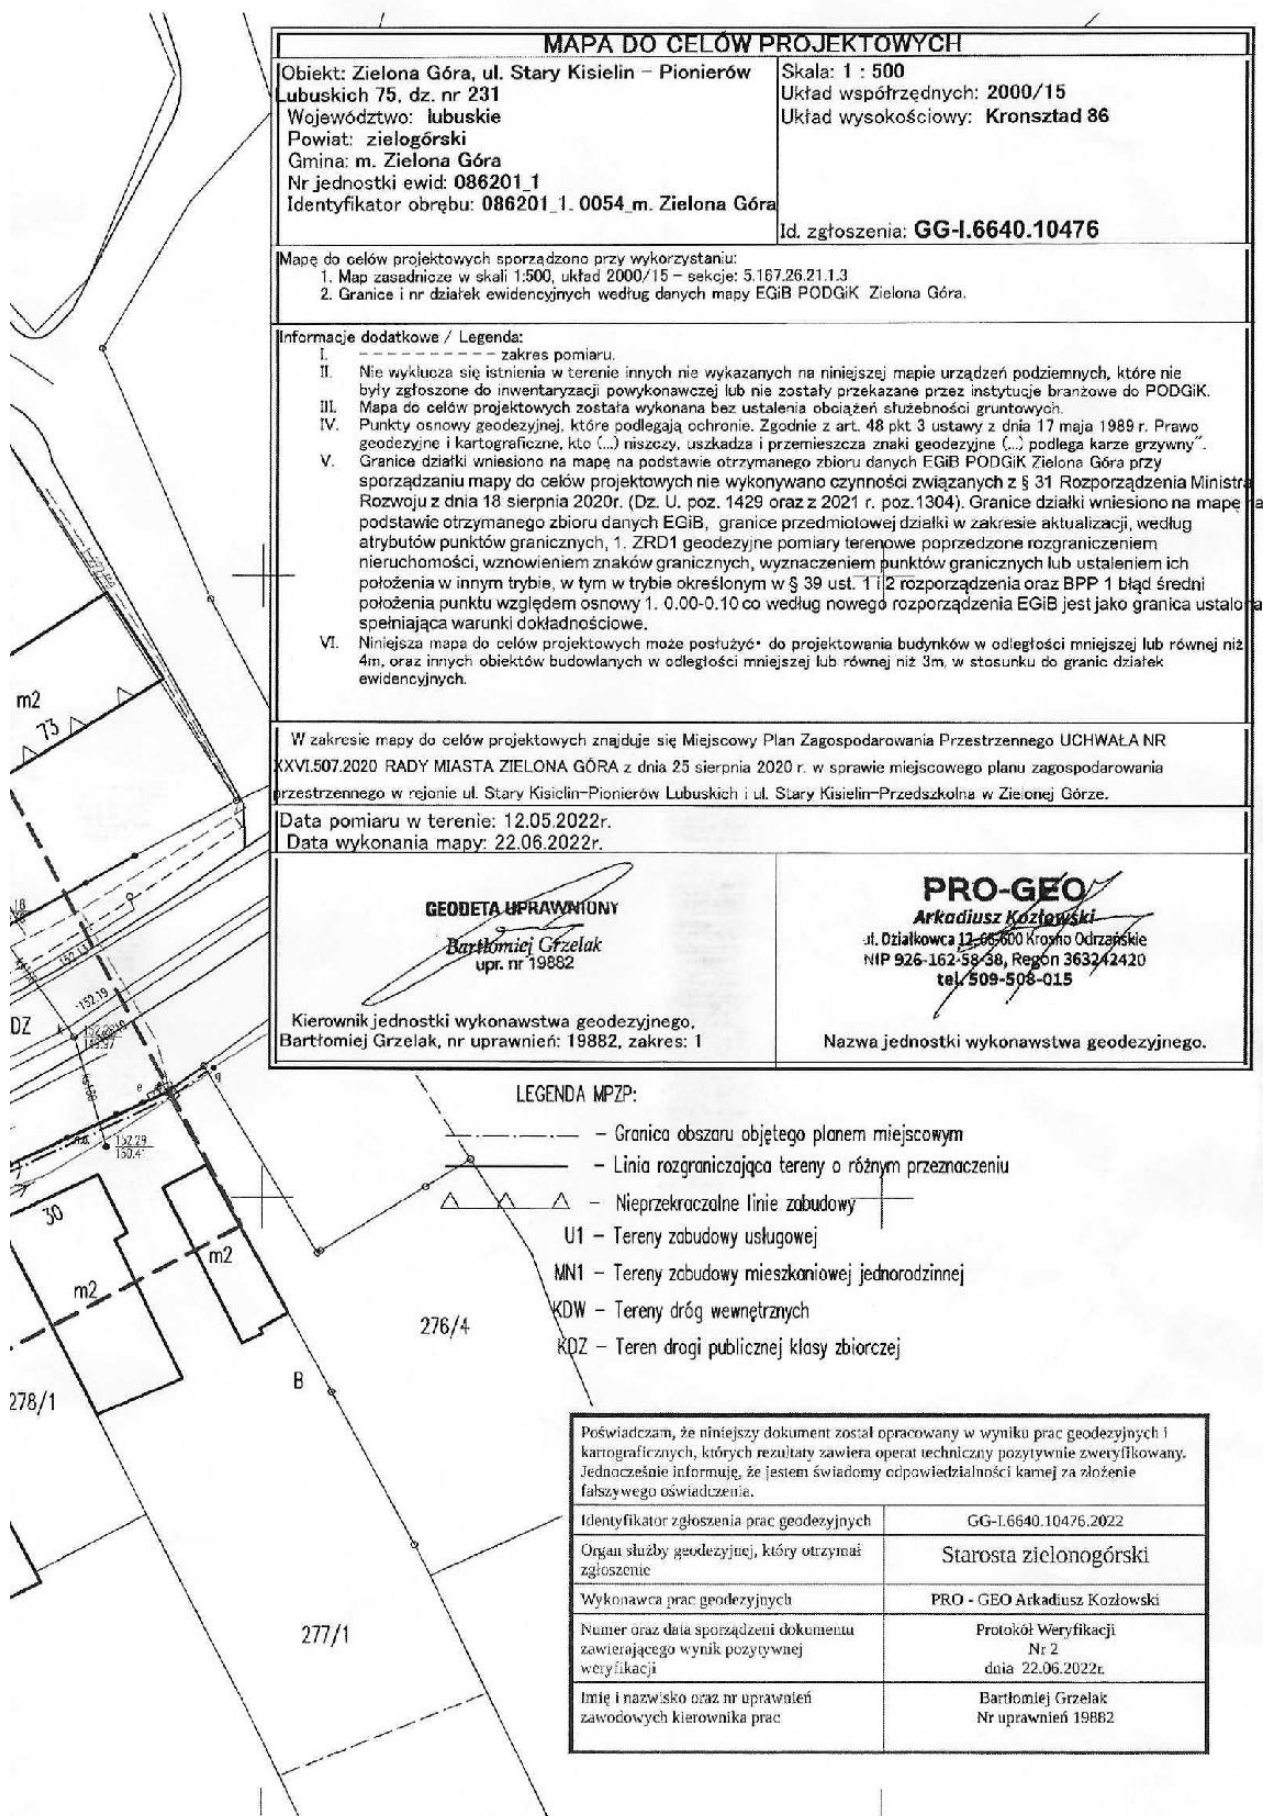 MAPA DO CELÓW PROJEKTOWYCH
Obiekt: Zielona Góra, ul. Stary Kisielin – Pionierów
Lubuskich 75, dz. nr 231
Województwo: lubuskie
Powiat: zielogórski
Gmina: m. Zielona Góra
Nr jednostki ewid: 086201_1
Identyfikator obrębu: 086201_1. 0054_m. Zielona Góra
Skala: 1 : 500
Układ współrzędnych: 2000/15
Układ wysokościowy: Kronsztad 86
Id. zgłoszenia: GG-I.6640.10476
Mapę do celów projektowych sporządzono przy wykorzystaniu:
1. Map zasadnicze w skali 1:500, układ 2000/15 – sekcje: 5.167.26.21.1.3
2. Granice i nr działek ewidencyjnych według danych mapy EGiB PODGiK Zielona Góra.
Informacje dodatkowe / Legenda:
I. – – – – – – – – – – zakres pomiaru.
II. Nie wyklucza się istnienia w terenie innych nie wykazanych na niniejszej mapie urządzeń podziemnych, które nie
były zgłoszone do inwentaryzacji powykonawczej lub nie zostały przekazane przez instytucje branżowe do PODGiK.
III. Mapa do celów projektowych została wykonana bez ustalenia obciążeń służebności gruntowych.
IV. Punkty osnowy geodezyjnej, które podlegają ochronie. Zgodnie z art. 48 pkt 3 ustawy z dnia 17 maja 1989 r. Prawo
geodezyjne i kartograficzne, kto (...) niszczy, uszkadza i przemieszcza znaki geodezyjne (...) podlega karze grzywny".
V. Granice działki wniesiono na mapę na podstawie otrzymanego zbioru danych EGiB PODGiK Zielona Góra przy
sporządzaniu mapy do celów projektowych nie wykonywano czynności związanych z § 31 Rozporządzenia Ministra
Rozwoju z dnia 18 sierpnia 2020r. (Dz. U. poz. 1429 oraz z 2021 r. poz.1304). Granice działki wniesiono na mapę na
podstawie otrzymanego zbioru danych EGiB, granice przedmiotowej działki w zakresie aktualizacji, według
atrybutów punktów granicznych, 1. ZRD1 geodezyjne pomiary terenowe poprzedzone rozgraniczeniem
nieruchomości, wznowieniem znaków granicznych, wyznaczeniem punktów granicznych lub ustaleniem ich
położenia w innym trybie, w tym w trybie określonym w § 39 ust. 1 i 2 rozporządzenia oraz BPP 1 błąd średni
położenia punktu względem osnowy 1. 0.00-0.10 co według nowego rozporządzenia EGiB jest jako granica ustalona
spełniająca warunki dokładnościowe.
VI. Niniejsza mapa do celów projektowych może posłużyć do projektowania budynków w odległości mniejszej lub równej niż
4m, oraz innych obiektów budowlanych w odległości mniejszej lub równej niż 3m, w stosunku do granic działek
ewidencyjnych.
W zakresie mapy do celów projektowych znajduje się Miejscowy Plan Zagospodarowania Przestrzennego UCHWAŁA NR
XXVI.507.2020 RADY MIASTA ZIELONA GÓRA z dnia 25 sierpnia 2020 r. w sprawie miejscowego planu zagospodarowania
przestrzennego w rejonie ul. Stary Kisielin-Pionierów Lubuskich i ul. Stary Kisielin-Przedszkolna w Zielonej Górze.
Data pomiaru w terenie: 12.05.2022r.
Data wykonania mapy: 22.06.2022r.
GEODETA UPRAWNIONY
Bartłomiej Grzelak
upr. nr 19882
Kierownik jednostki wykonawstwa geodezyjnego,
Bartłomiej Grzelak, nr uprawnień: 19882, zakres: 1
PRO-GEO
Arkadiusz Kozłowski
ul. Działkowca 12, 66-600 Krosno Odrzańskie
NIP 926-162-58-38, Regon 363242420
tel. 509-508-015
Nazwa jednostki wykonawstwa geodezyjnego.
m2
73
18
152.13
152.19
DZ
k
e
g
152.29
150.41
30
m2
m2
278/1
B
276/4
277/1
LEGENDA MPZP:
– Granica obszaru objętego planem miejscowym
– Linia rozgraniczająca tereny o różnym przeznaczeniu
– Nieprzekraczalne linie zabudowy
U1 – Tereny zabudowy usługowej
MN1 – Tereny zabudowy mieszkaniowej jednorodzinnej
KDW – Tereny dróg wewnętrznych
KDZ – Teren drogi publicznej klasy zbiorczej
Poświadczam, że niniejszy dokument został opracowany w wyniku prac geodezyjnych i
kartograficznych, których rezultaty zawiera operat techniczny pozytywnie zweryfikowany.
Jednocześnie informuję, że jestem świadomy odpowiedzialności karnej za złożenie
fałszywego oświadczenia.
Identyfikator zgłoszenia prac geodezyjnych
GG-I.6640.10476.2022
Organ służby geodezyjnej, który otrzymał
zgłoszenie
Starosta zielonogórski
Wykonawca prac geodezyjnych
PRO - GEO Arkadiusz Kozłowski
Numer oraz data sporządzeni dokumentu
zawierającego wynik pozytywnej
weryfikacji
Protokół Weryfikacji
Nr 2
dnia 22.06.2022r.
Imię i nazwisko oraz nr uprawnień
zawodowych kierownika prac
Bartłomiej Grzelak
Nr uprawnień 19882